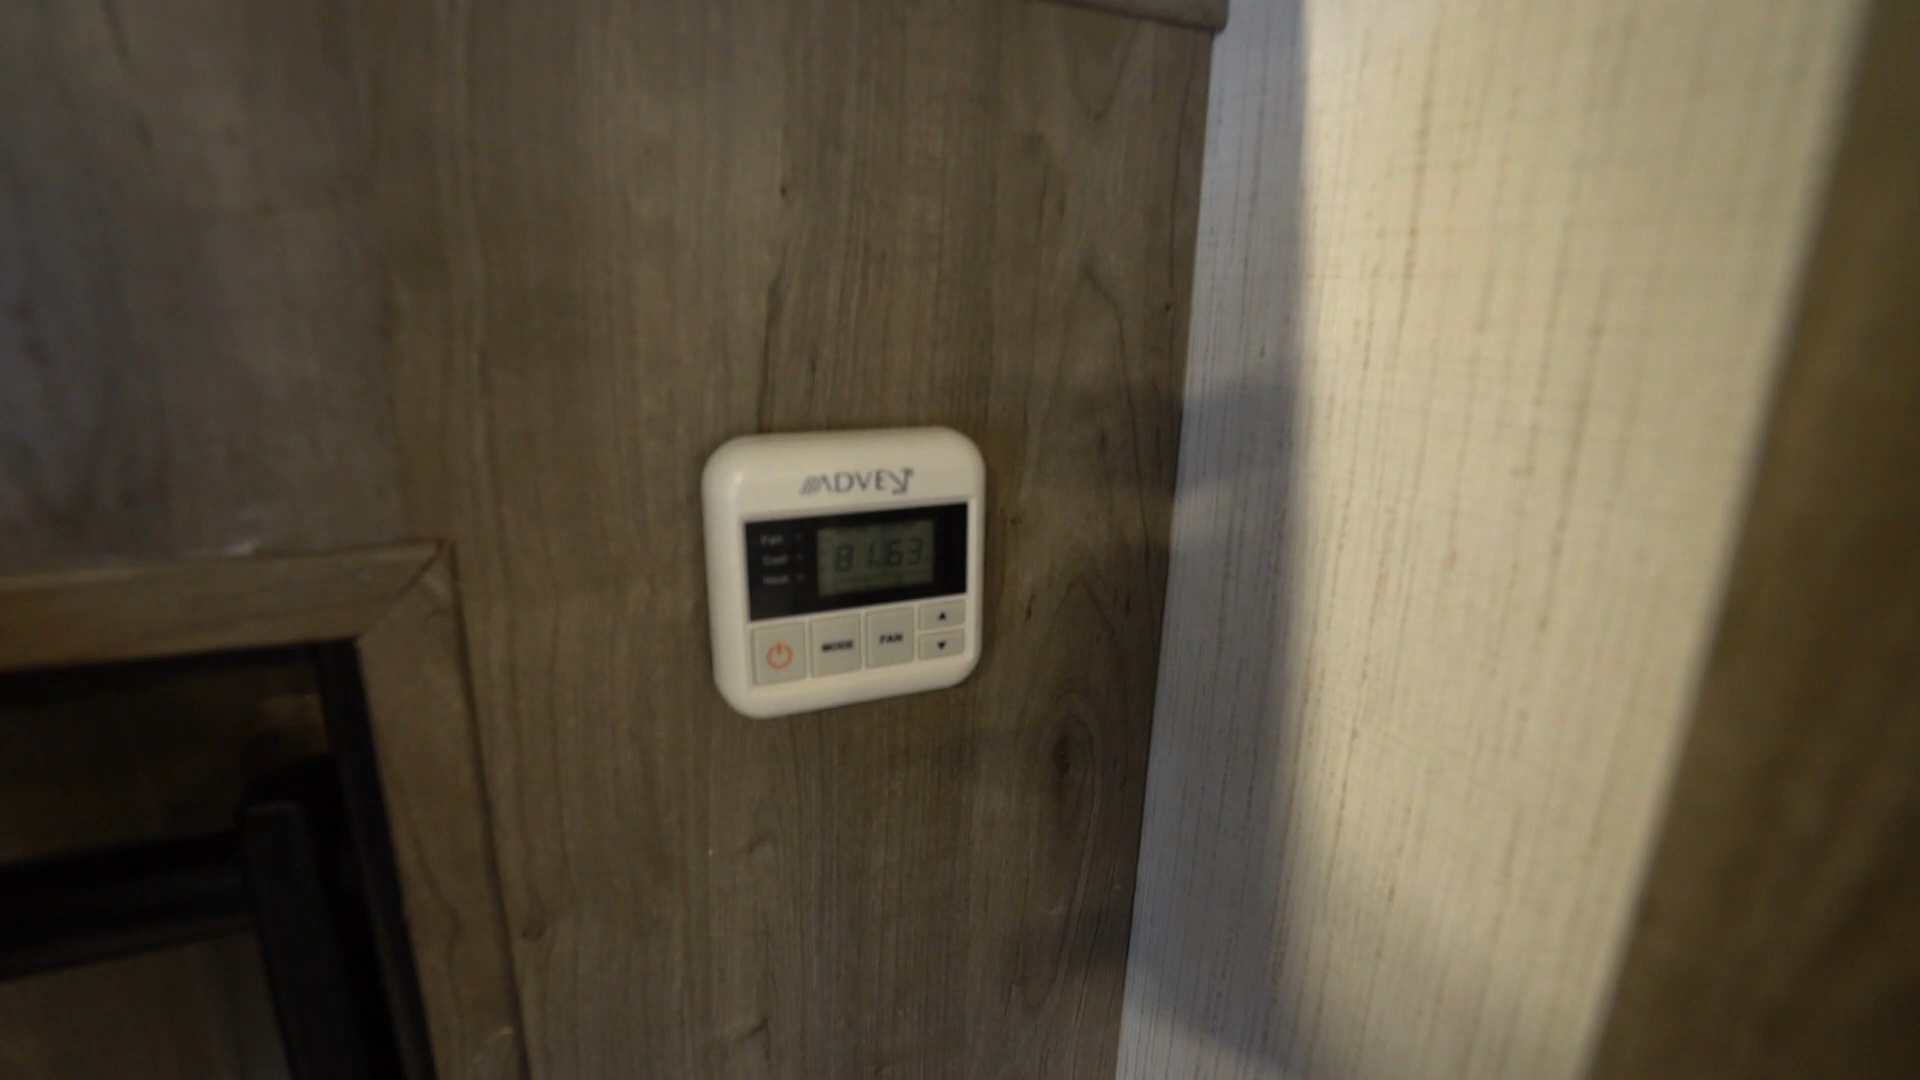 ADVENT
Fan
Cool
Heat
81.63
MODE
FAN